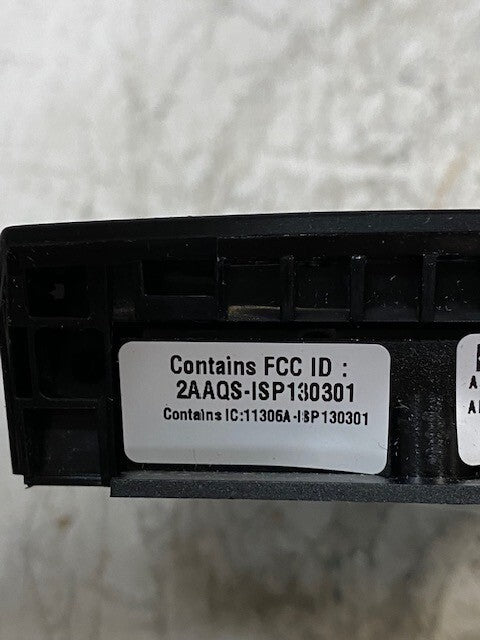 Contains FCC ID :
2AAQS-ISP130301
Contains IC:11306A-ISP130301